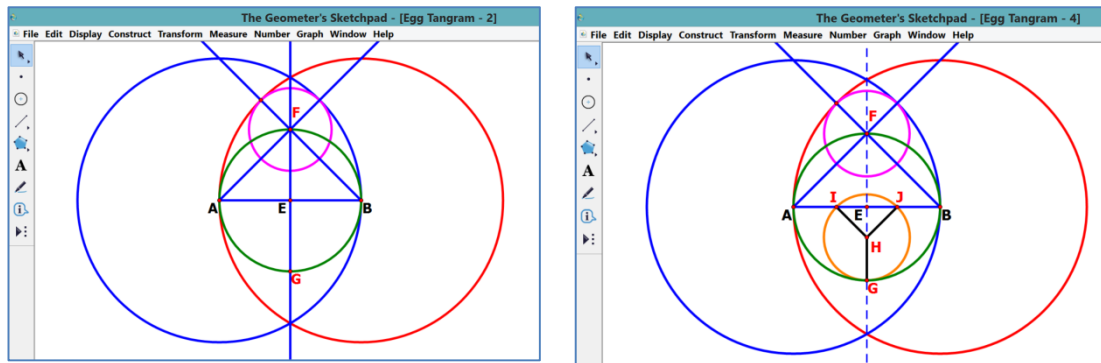 The Geometer's Sketchpad - [Egg Tangram - 2]
File Edit Display Construct Transform Measure Number Graph Window Help
F
A E B
G
A
The Geometer's Sketchpad - [Egg Tangram - 4]
File Edit Display Construct Transform Measure Number Graph Window Help
F
I J
A E B
H
G
A